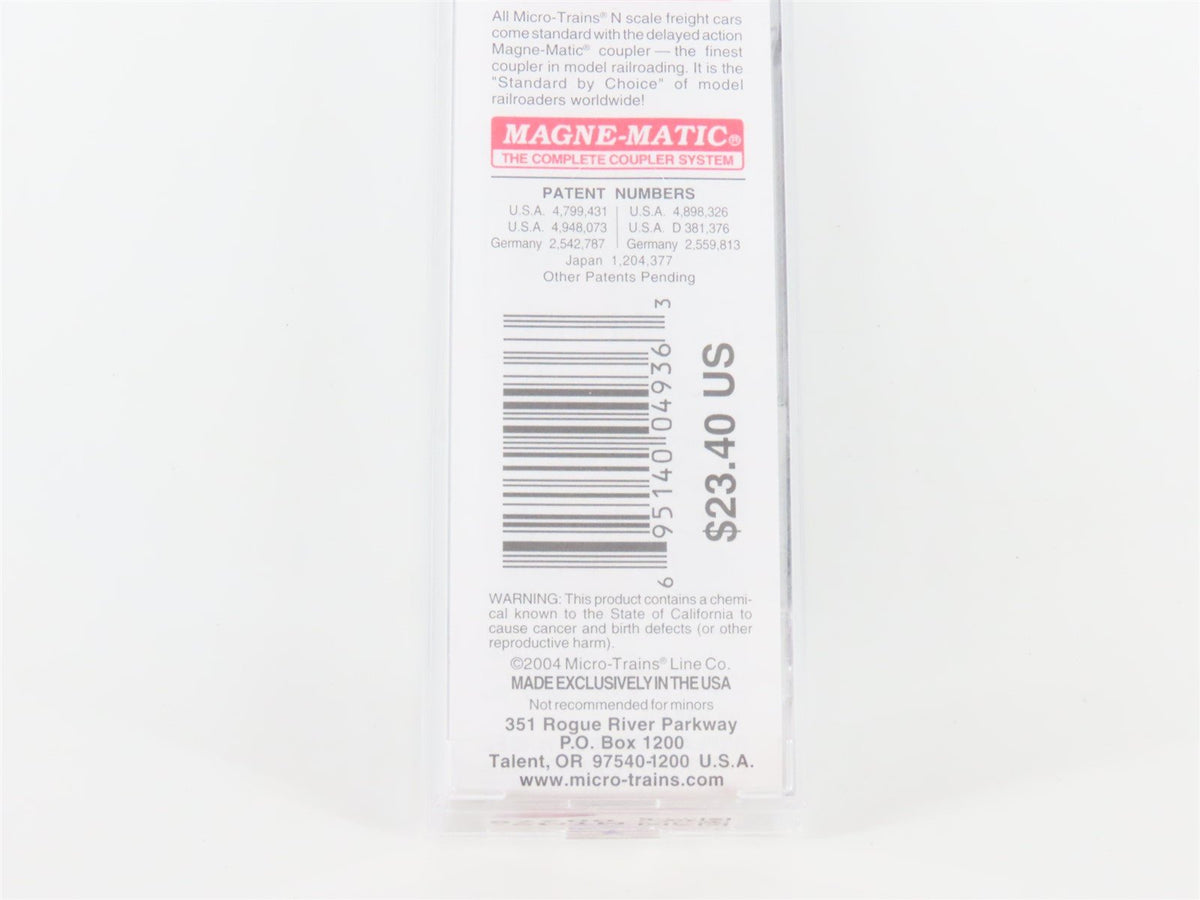 All Micro-Trains® N scale freight cars
come standard with the delayed action
Magne-Matic® coupler — the finest
coupler in model railroading. It is the
"Standard by Choice" of model
railroaders worldwide!
MAGNE-MATIC®
THE COMPLETE COUPLER SYSTEM
PATENT NUMBERS
U.S.A. 4,799,431 U.S.A. 4,898,326
U.S.A. 4,948,073 U.S.A. D 381,376
Germany 2,542,787 Germany 2,559,813
Japan 1,204,377
Other Patents Pending
6 95140 04936 3
$23.40 US
WARNING: This product contains a chemi-
cal known to the State of California to
cause cancer and birth defects (or other
reproductive harm).
©2004 Micro-Trains® Line Co.
MADE EXCLUSIVELY IN THE USA
Not recommended for minors
351 Rogue River Parkway
P.O. Box 1200
Talent, OR 97540-1200 U.S.A.
www.micro-trains.com